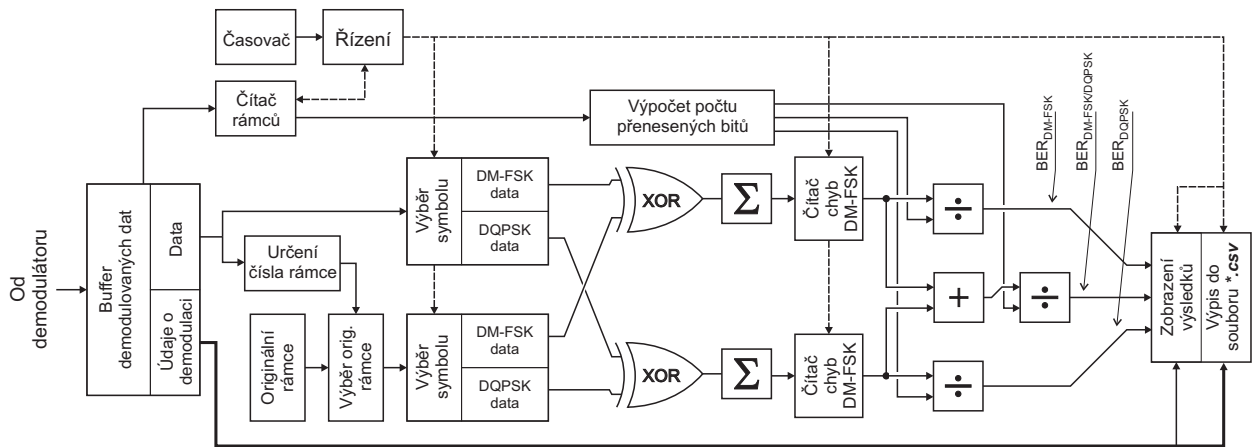 Časovač
Řízení
Čítač
rámců
Výpočet počtu
přenesených bitů
BER_DM-FSK
BER_DM-FSK/DQPSK
BER_DQPSK
Od
demodulátoru
Buffer
demodulovaných dat
Data
Údaje o
demodulaci
Určení
čísla rámce
Originální
rámce
Výběr orig.
rámce
Výběr
symbolu
DM-FSK
data
DQPSK
data
XOR
Σ
Čítač
chyb
DM-FSK
÷
+
÷
Výběr
symbolu
DM-FSK
data
DQPSK
data
XOR
Σ
Čítač
chyb
DM-FSK
÷
Zobrazení
výsledků
Výpis do
souboru *.csv